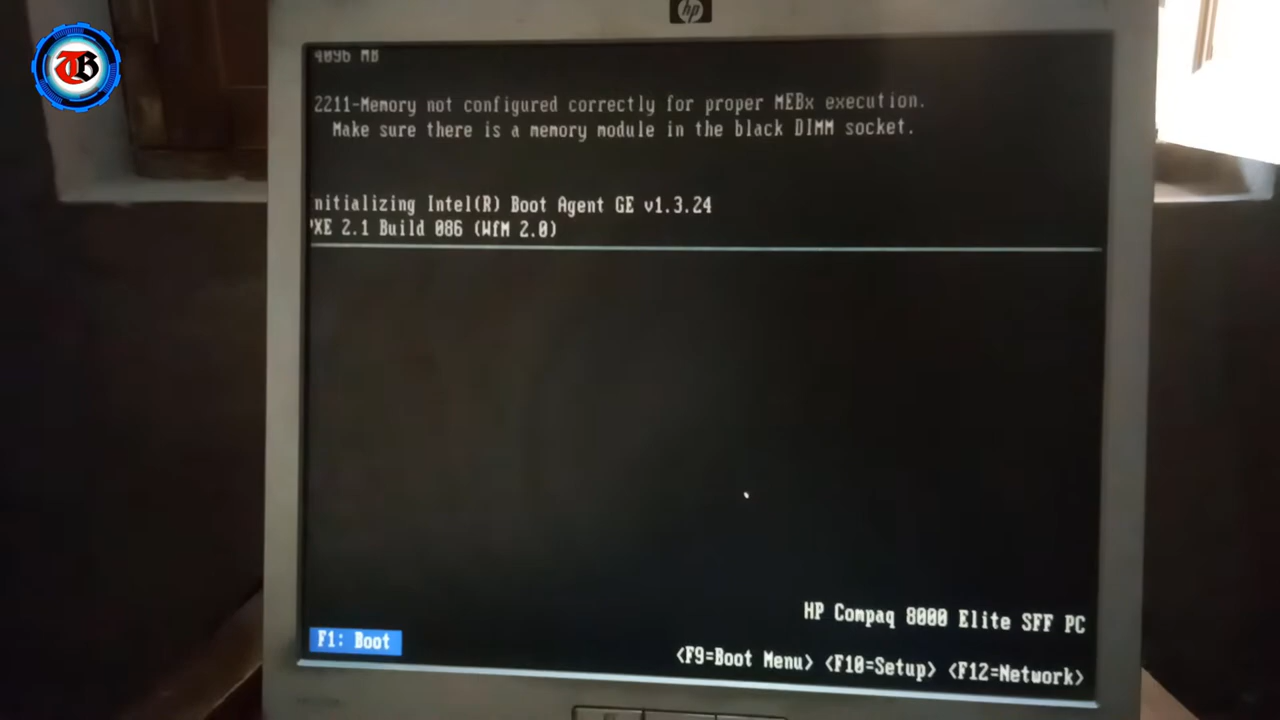 TB
hp
4096 MB
2211-Memory not configured correctly for proper MEBx execution.
Make sure there is a memory module in the black DIMM socket.
nitializing Intel(R) Boot Agent GE v1.3.24
PXE 2.1 Build 086 (WfM 2.0)
HP Compaq 8000 Elite SFF PC
F1: Boot
<F9=Boot Menu> <F10=Setup> <F12=Network>